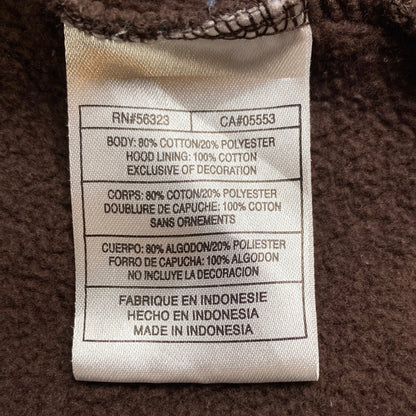 RN#56323 CA#05553
BODY: 80% COTTON/20% POLYESTER
HOOD LINING: 100% COTTON
EXCLUSIVE OF DECORATION
CORPS: 80% COTON/20% POLYESTER
DOUBLURE DE CAPUCHE: 100% COTON
SANS ORNEMENTS
CUERPO: 80% ALGODON/20% POLIESTER
FORRO DE CAPUCHA: 100% ALGODON
NO INCLUYE LA DECORACION
FABRIQUE EN INDONESIE
HECHO EN INDONESIA
MADE IN INDONESIA